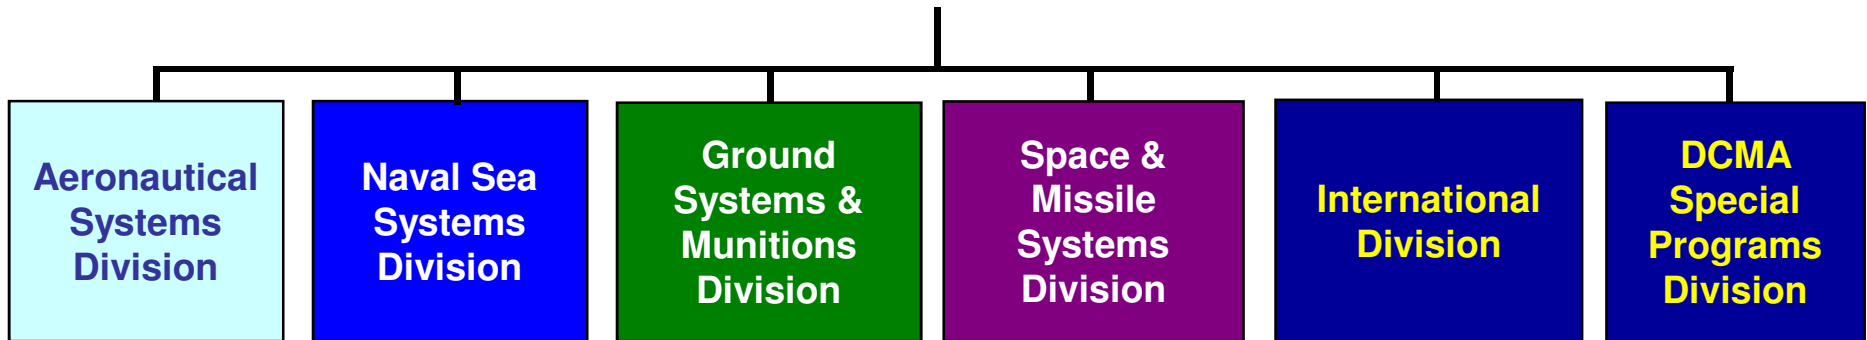 Aeronautical
Systems
Division
Naval Sea
Systems
Division
Ground
Systems &
Munitions
Division
Space &
Missile
Systems
Division
International
Division
DCMA
Special
Programs
Division